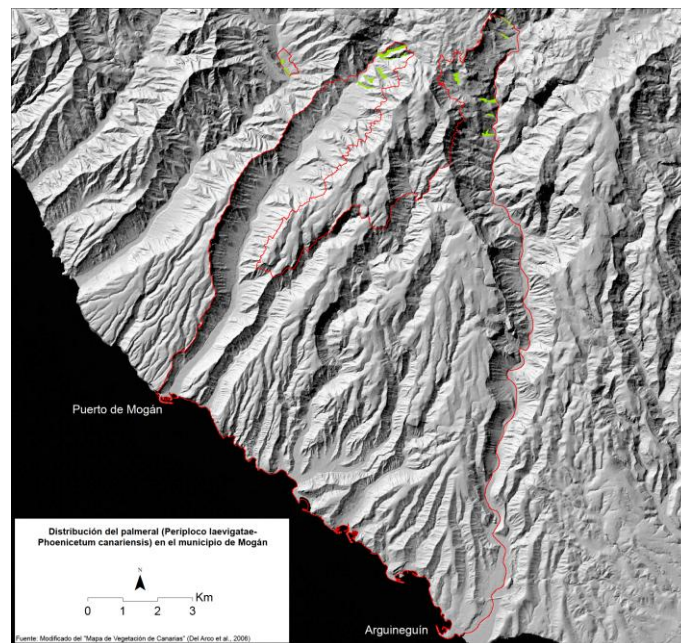 Puerto de Mogán
Distribución del palmeral (Periploco laevigatae-
Phoenicetum canariensis) en el municipio de Mogán
N
Km
0 1 2 3
Arguineguín
Fuente: Modificado del "Mapa de Vegetación de Canarias" (Del Arco et al., 2006)